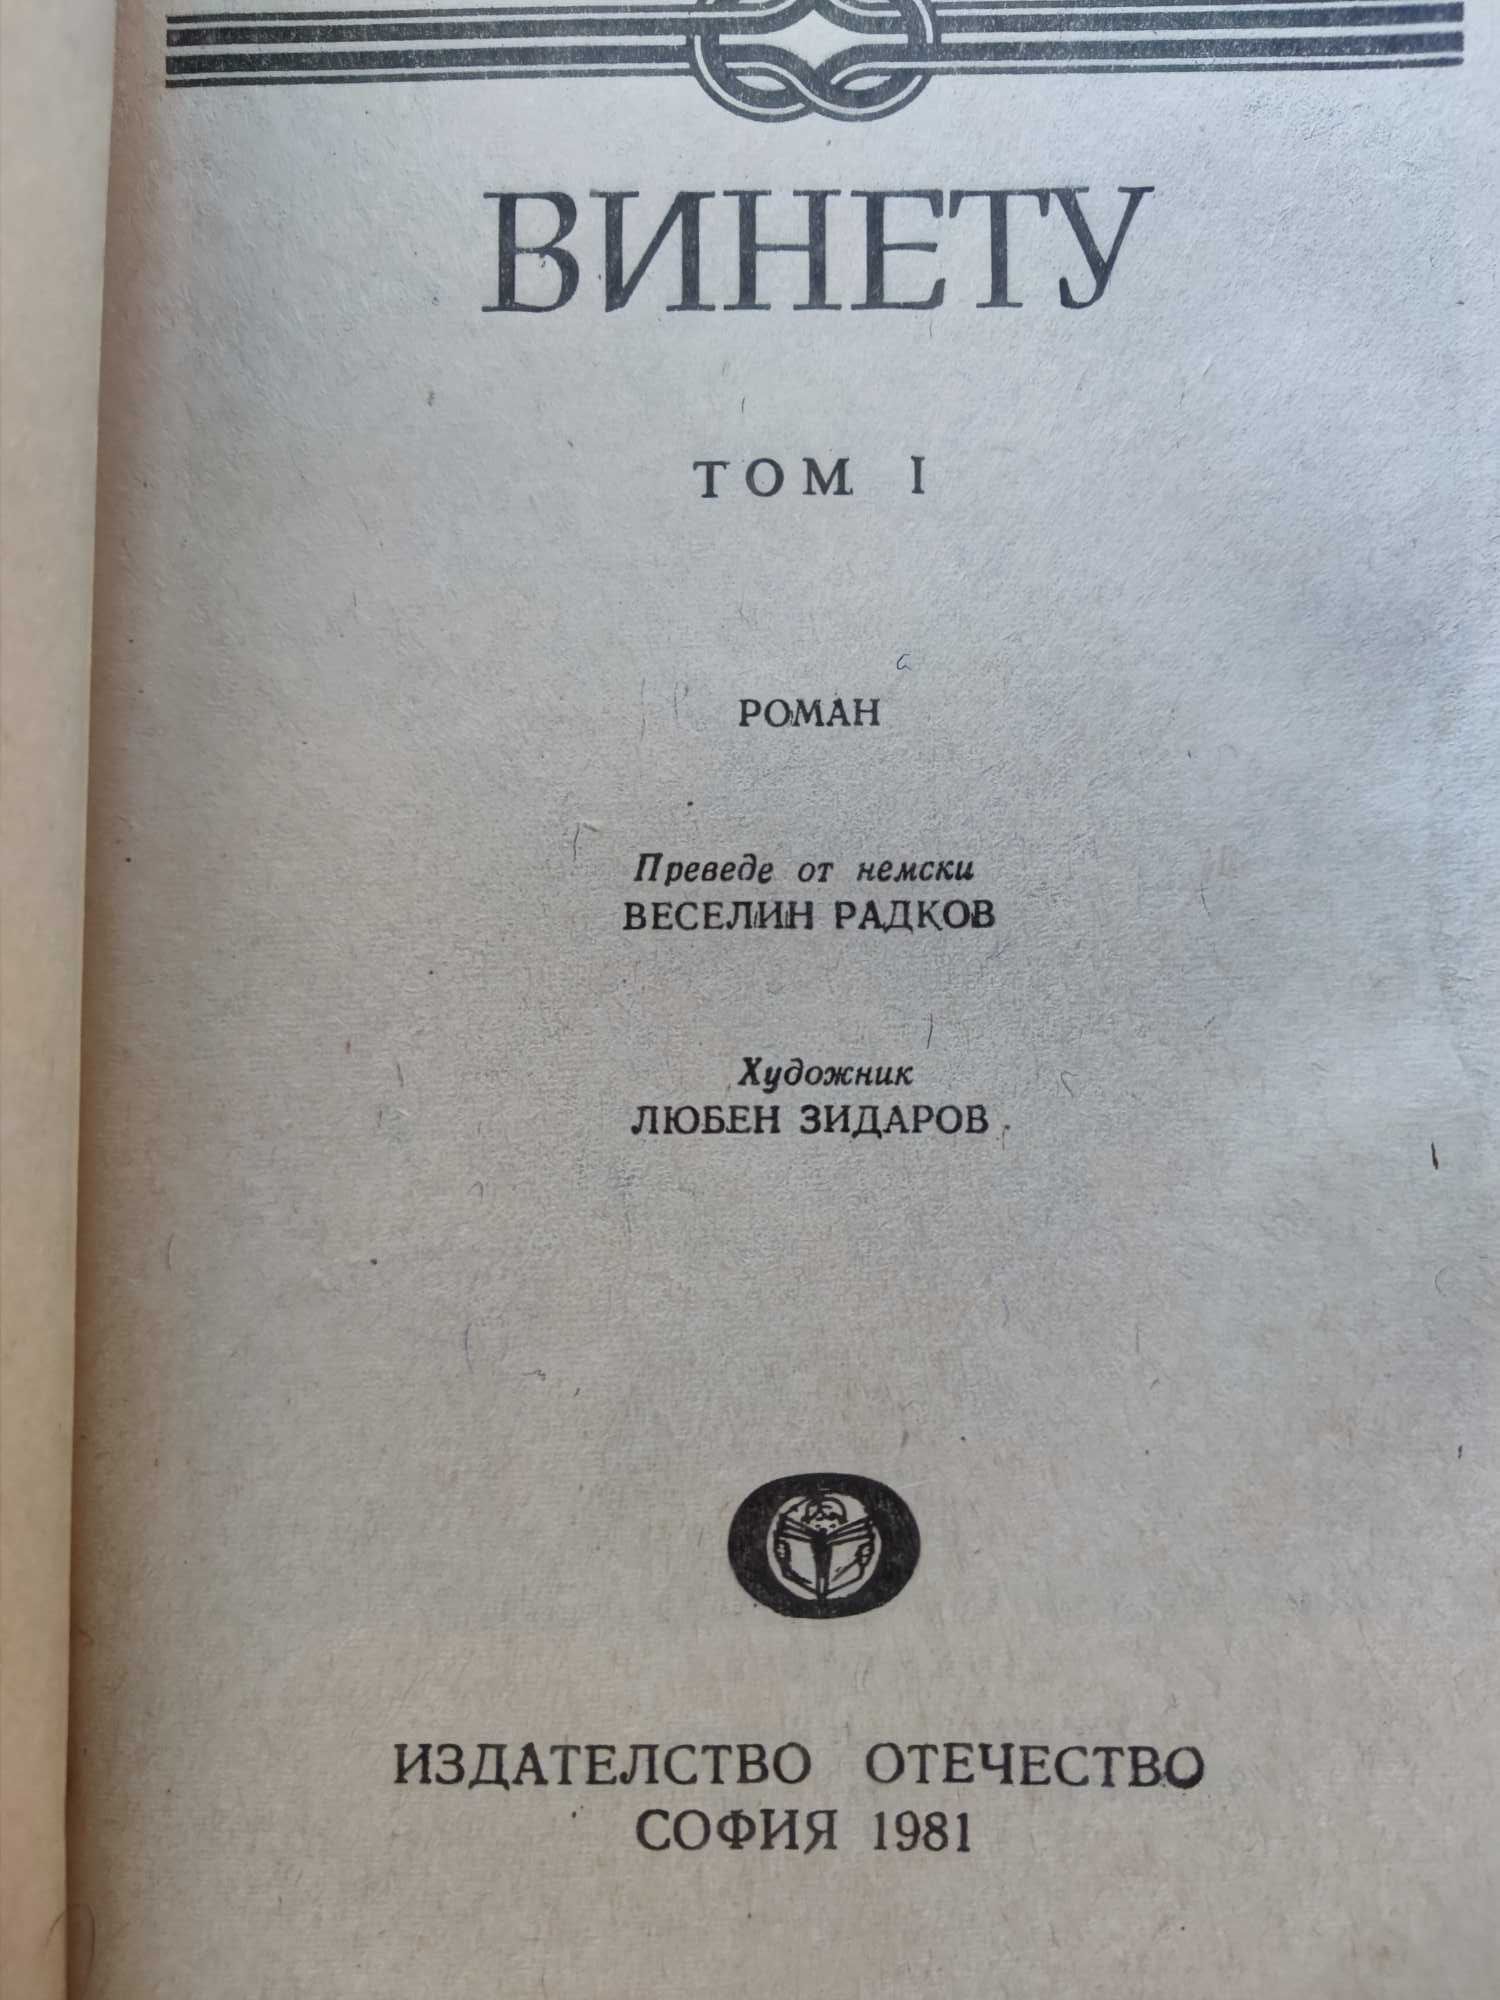 ВИНЕТУ
ТОМ I
РОМАН
Преведе от немски
ВЕСЕЛИН РАДКОВ
Художник
ЛЮБЕН ЗИДАРОВ
ИЗДАТЕЛСТВО ОТЕЧЕСТВО
СОФИЯ 1981